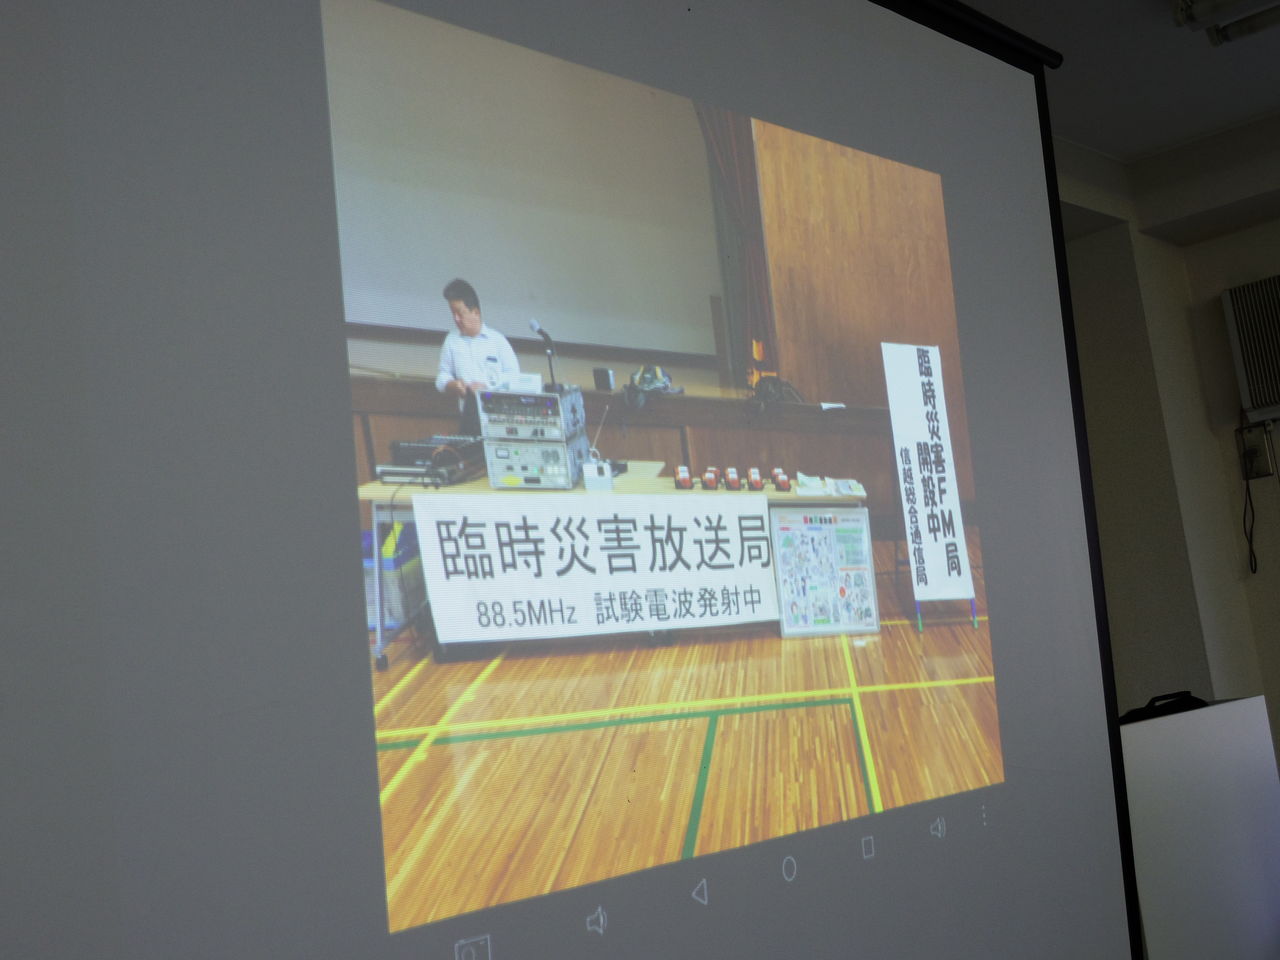 臨時災害放送局
88.5MHz 試験電波発射中
臨時災害FM局
開設中
信越総合通信局